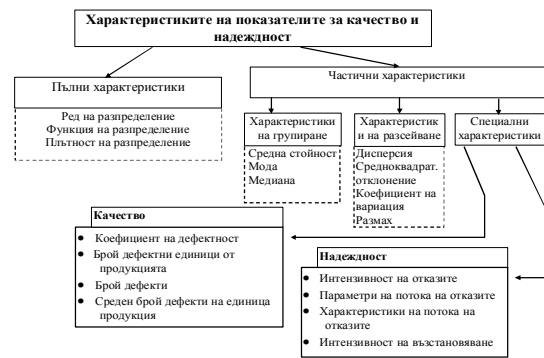 Характеристиките на показателите за качество и
надеждност
Пълни характеристики
Ред на разпределение
Функция на разпределение
Плътност на разпределение
Частични характеристики
Характеристики
на групиране
Средна стойност
Мода
Медиана
Характеристик
и на разсейване
Дисперсия
Средноквадрат.
отклонение
Коефициент на
вариация
Размах
Специални
характеристики
Качество
● Коефициент на дефектност
● Брой дефектни единици от
продукцията
● Брой дефекти
● Среден брой дефекти на единица
продукция
Надеждност
● Интензивност на отказите
● Параметри на потока на отказите
● Характеристики на потока на
отказите
● Интензивност на възстановяване